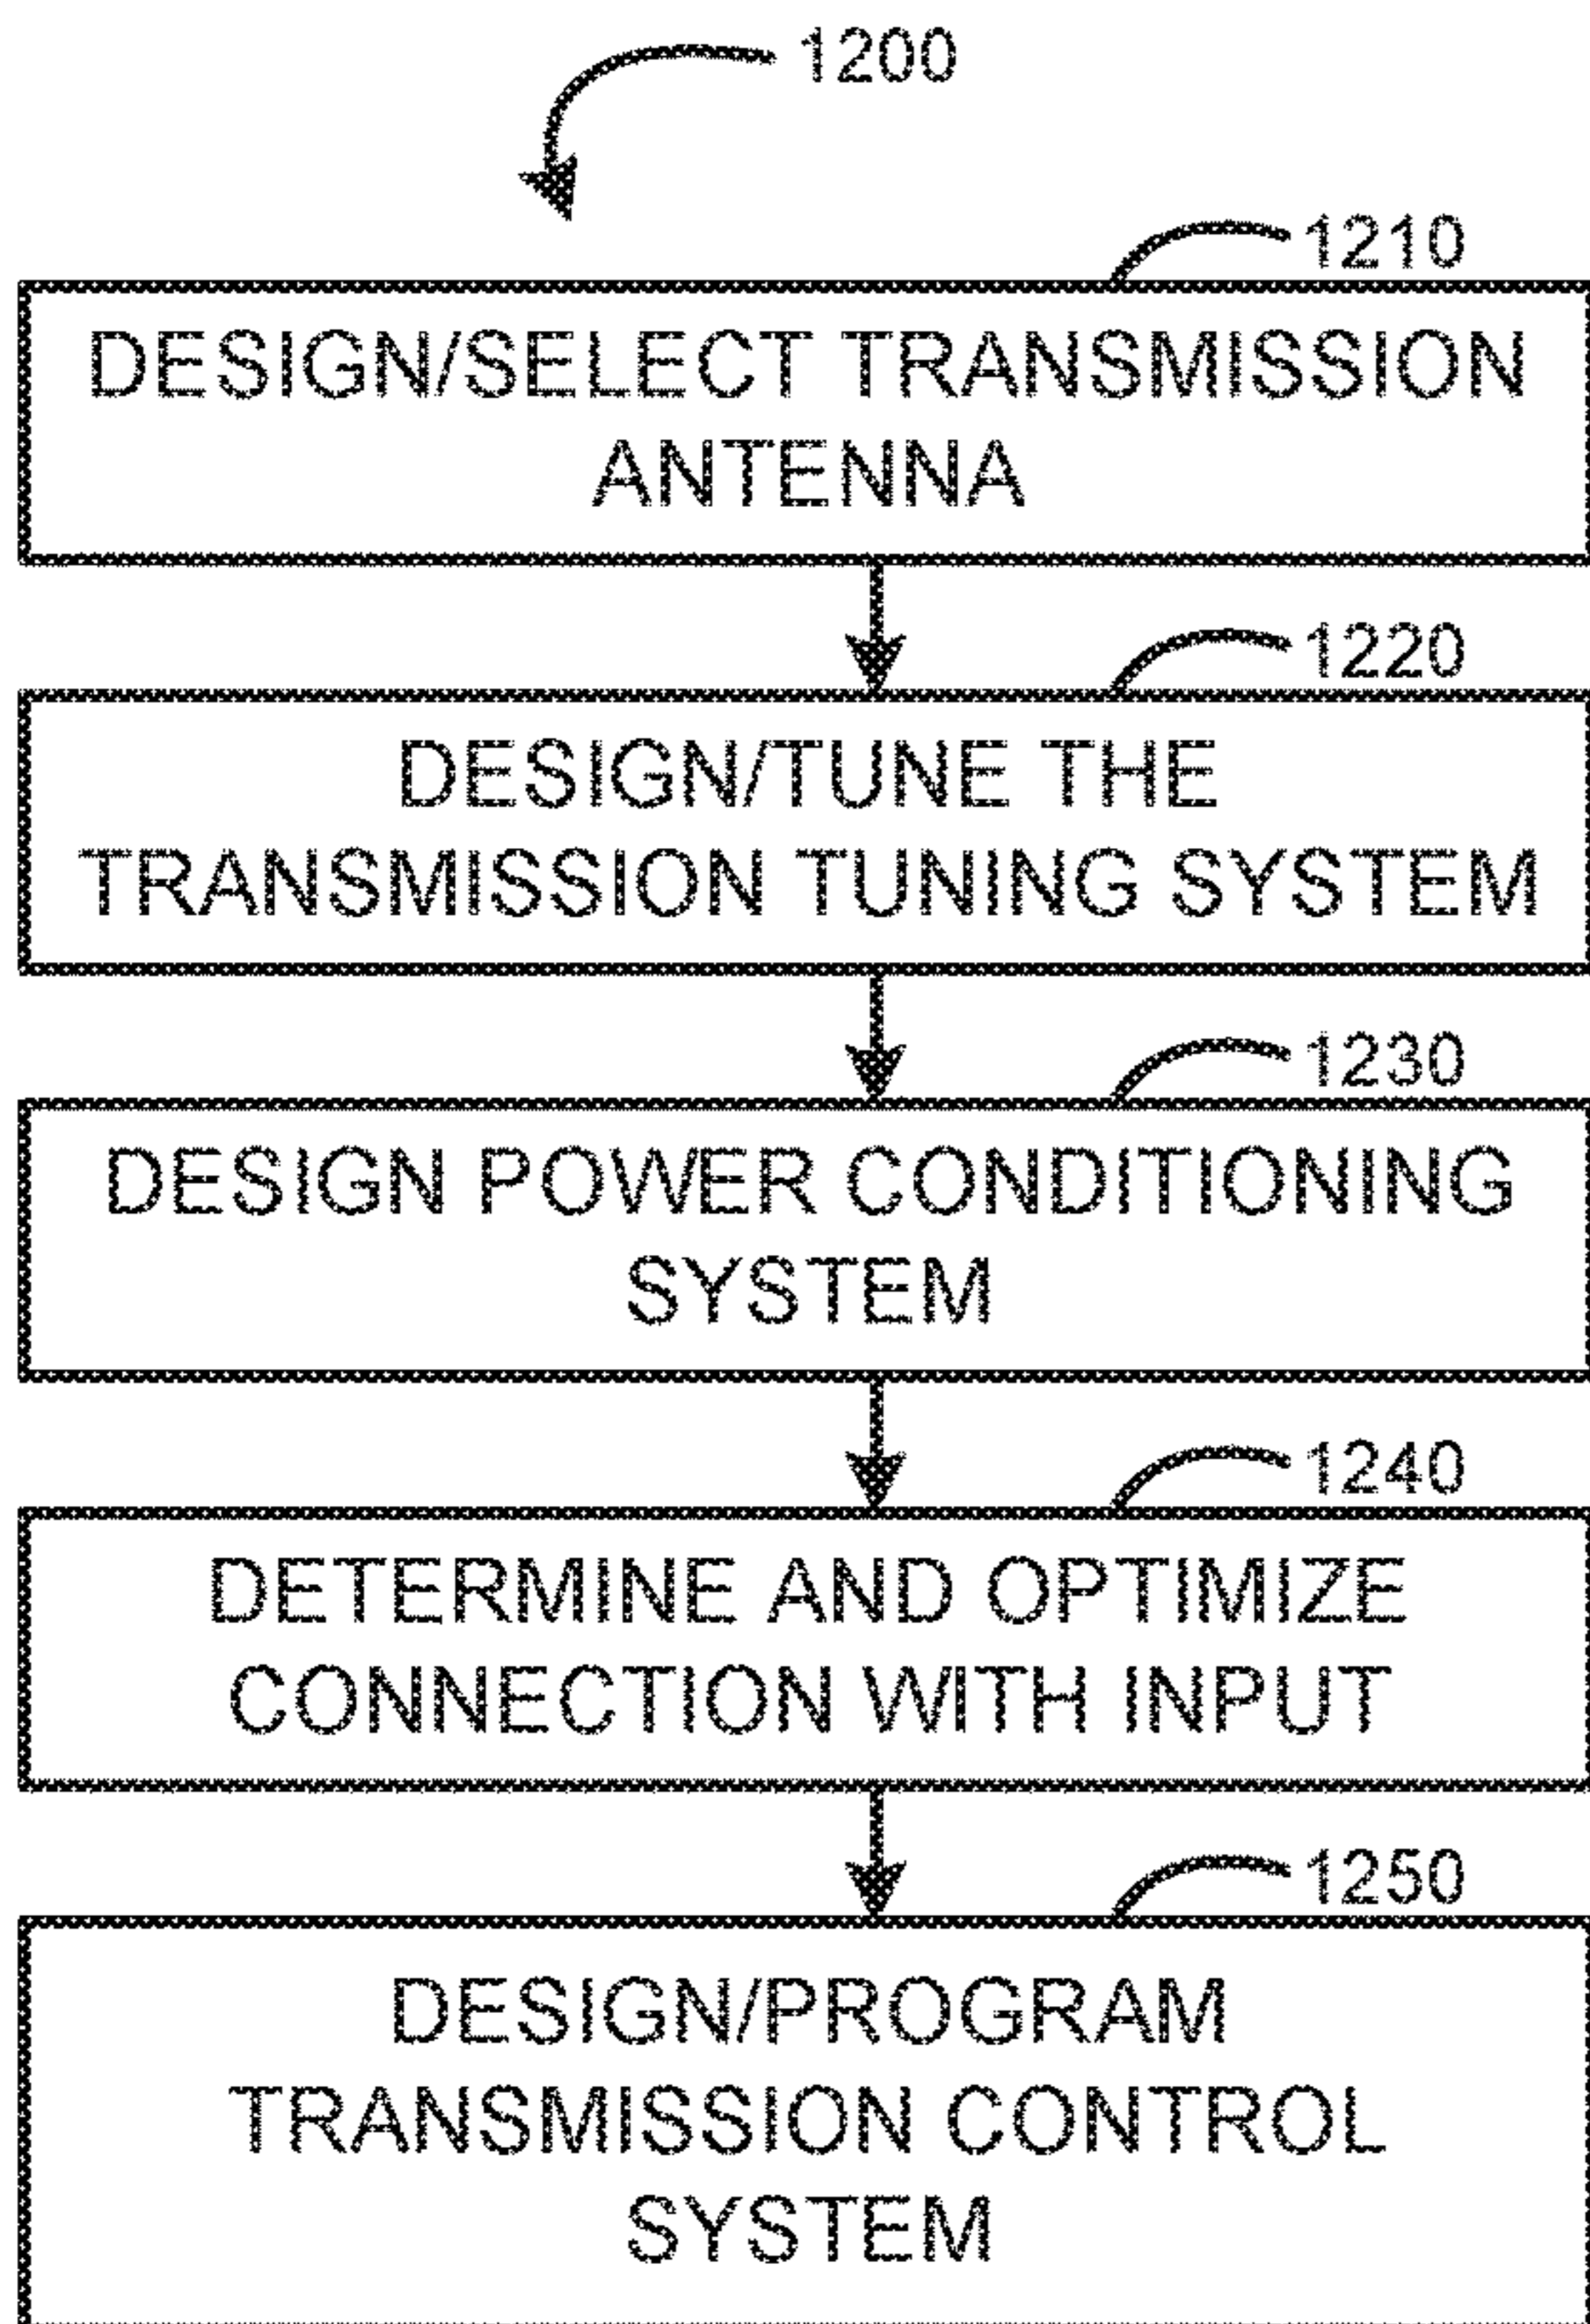 1200
1210
DESIGN/SELECT TRANSMISSION
ANTENNA
1220
DESIGN/TUNE THE
TRANSMISSION TUNING SYSTEM
1230
DESIGN POWER CONDITIONING
SYSTEM
1240
DETERMINE AND OPTIMIZE
CONNECTION WITH INPUT
1250
DESIGN/PROGRAM
TRANSMISSION CONTROL
SYSTEM